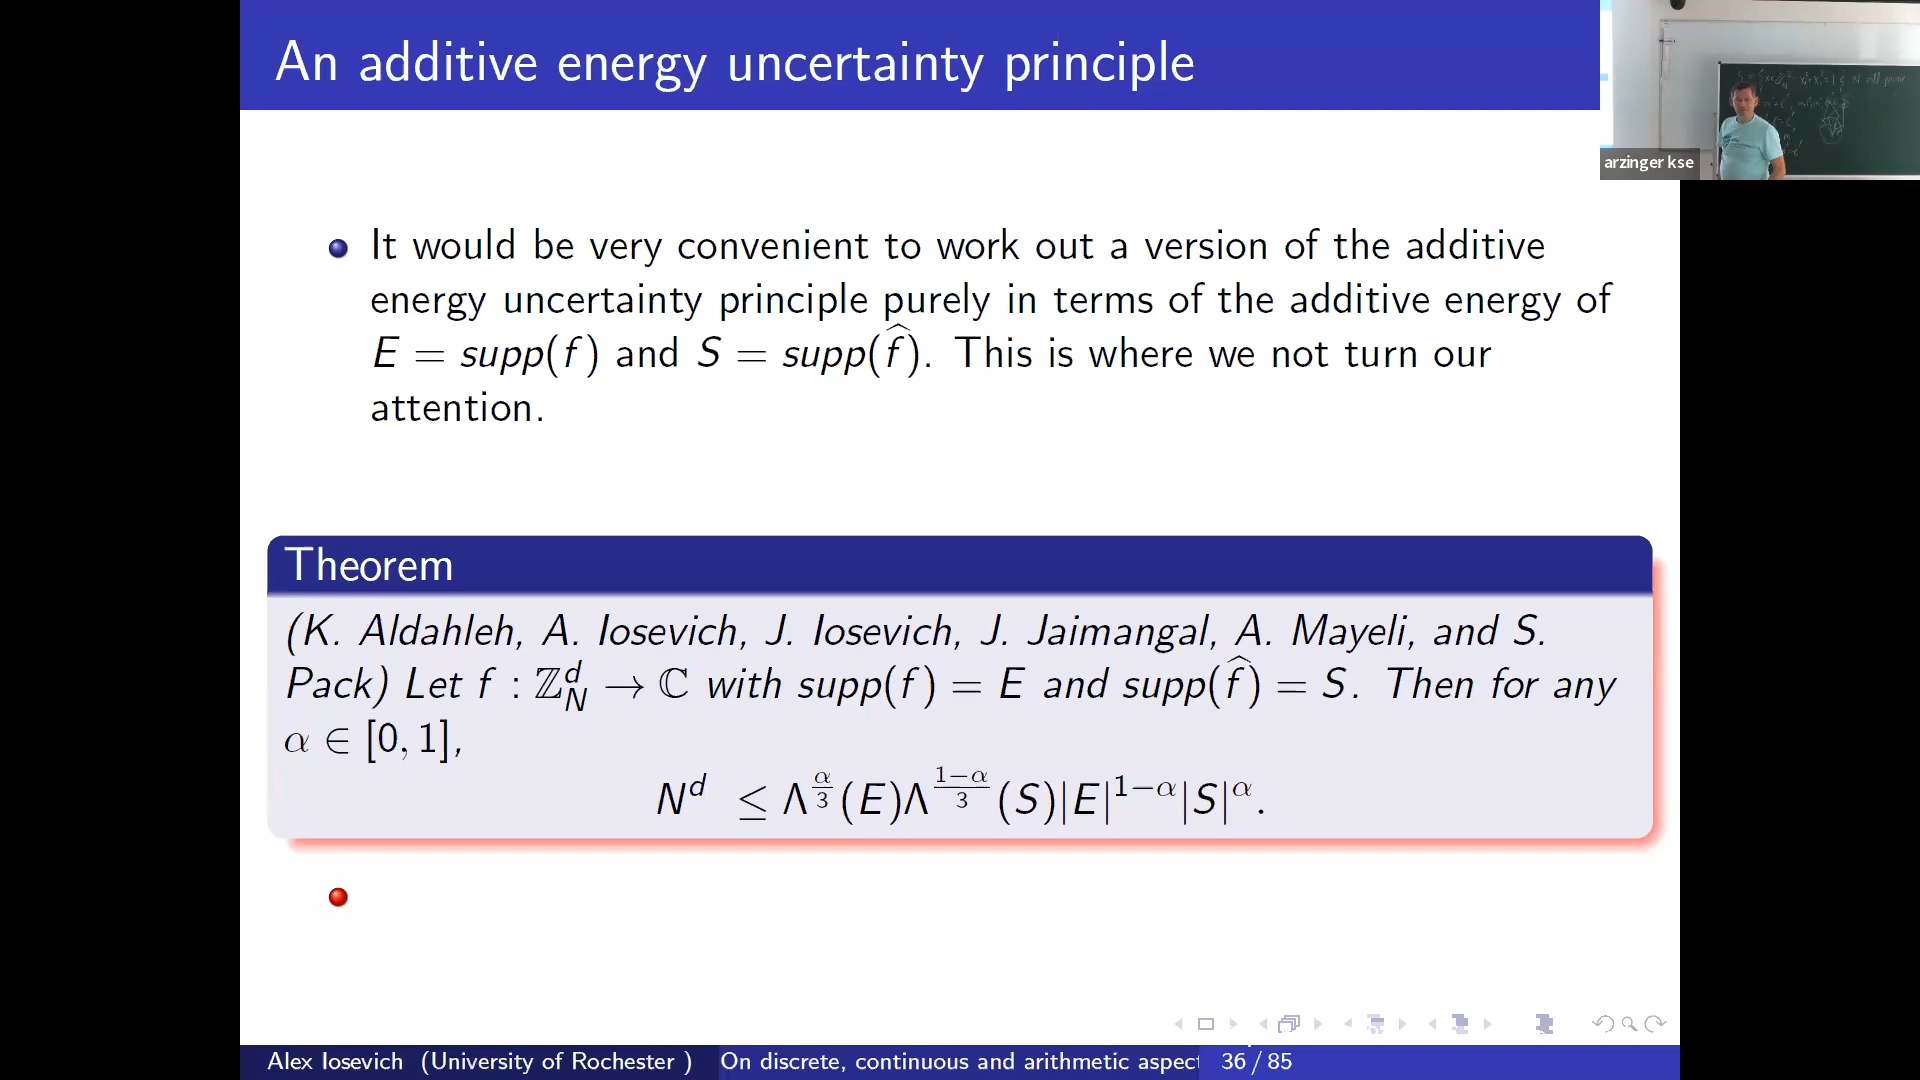 An additive energy uncertainty principle
arzinger kse
It would be very convenient to work out a version of the additive
energy uncertainty principle purely in terms of the additive energy of
E = supp(f) and S = supp(f̂). This is where we not turn our
attention.
Theorem
(K. Aldahleh, A. Iosevich, J. Iosevich, J. Jaimangal, A. Mayeli, and S.
Pack) Let f : ℤ_N^d → ℂ with supp(f) = E and supp(f̂) = S. Then for any
α ∈ [0, 1],
N^d ≤ Λ^{α/3}(E)Λ^{(1−α)/3}(S)|E|^{1−α}|S|^α.
Alex Iosevich (University of Rochester ) On discrete, continuous and arithmetic aspect 36 / 85